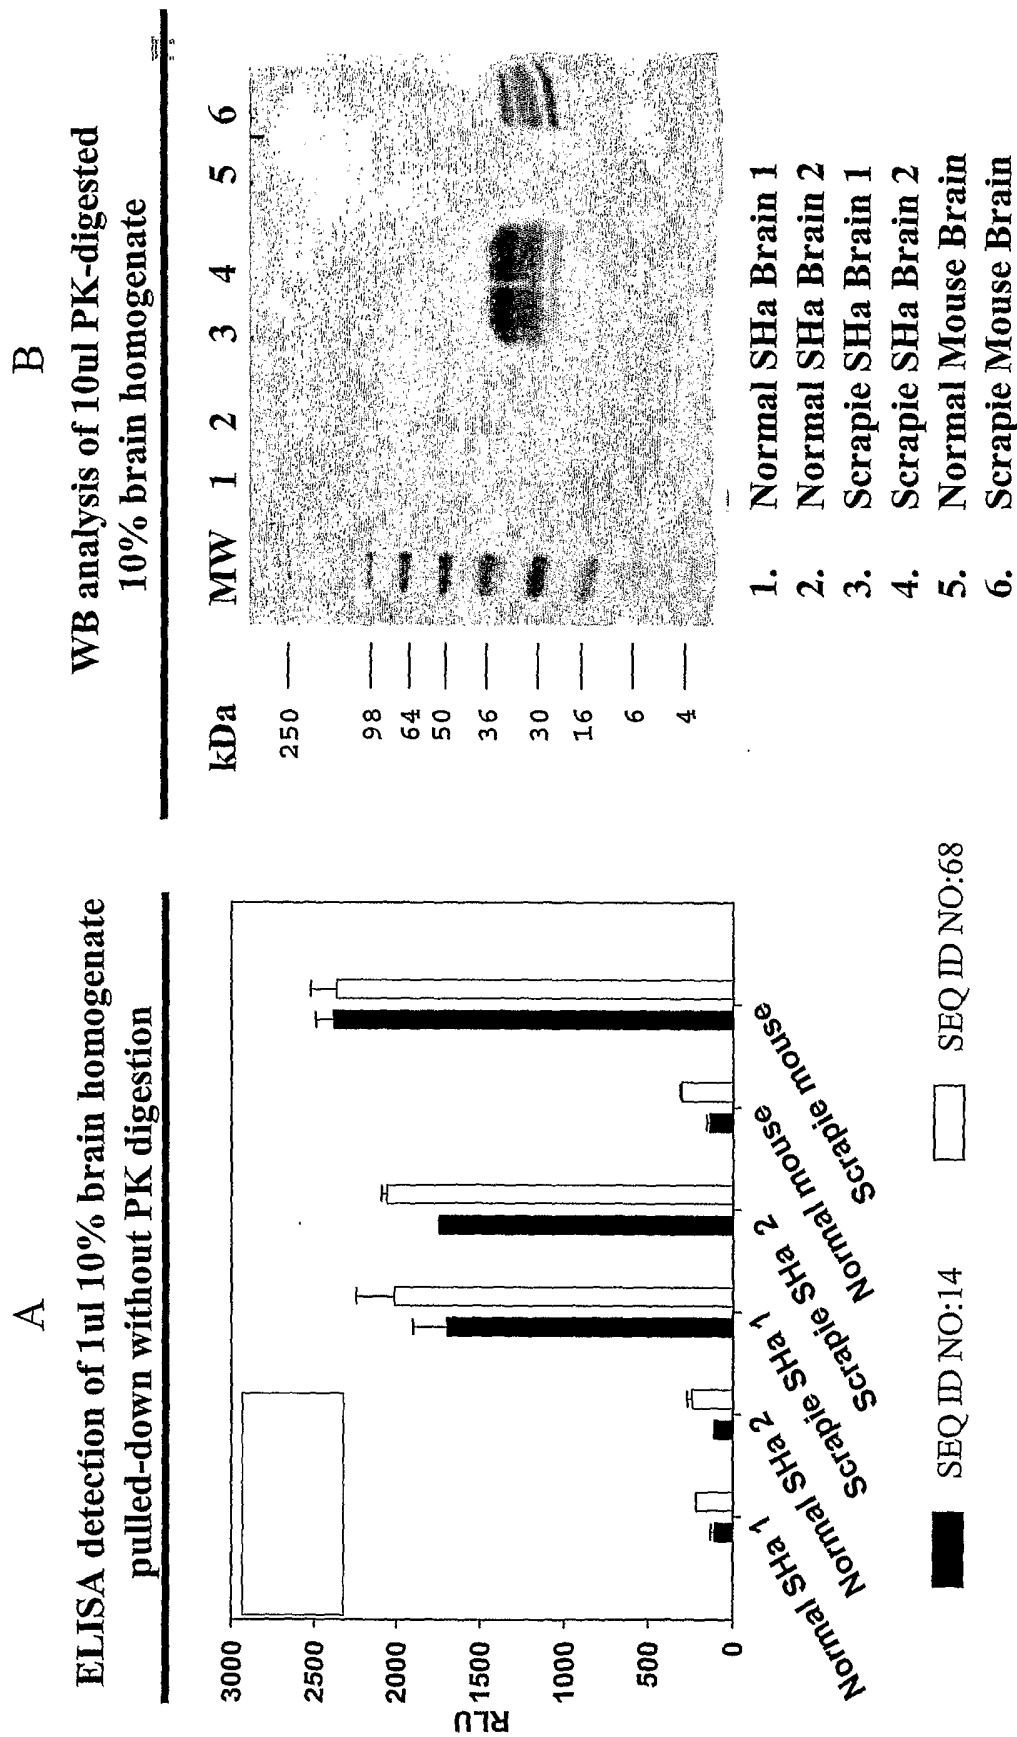 A
ELISA detection of 1ul 10% brain homogenate
pulled-down without PK digestion
3000
2500
2000
1500
1000
500
0
RLU
Normal SHa 1
Normal SHa 2
Scrapie SHa 1
Scrapie SHa 2
Normal mouse
Scrapie mouse
SEQ ID NO:14
SEQ ID NO:68
B
WB analysis of 10ul PK-digested
10% brain homogenate
kDa MW 1 2 3 4 5 6
250
98
64
50
36
30
16
6
4
1. Normal SHa Brain 1
2. Normal SHa Brain 2
3. Scrapie SHa Brain 1
4. Scrapie SHa Brain 2
5. Normal Mouse Brain
6. Scrapie Mouse Brain